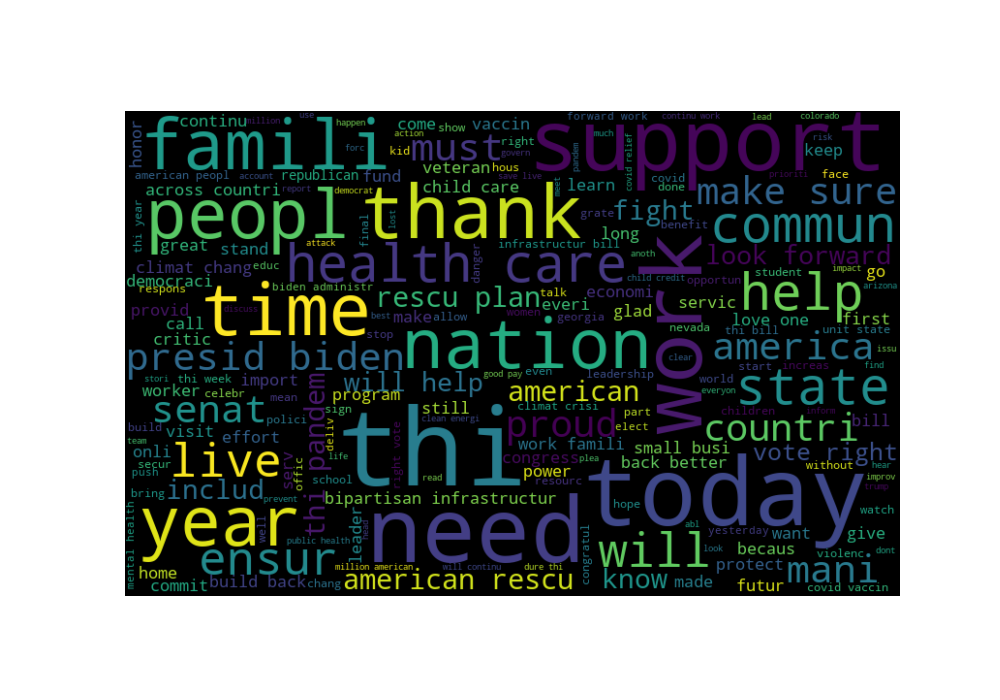 forward work
continu work
lead
colorado
continu
use
million
happen
come
show
vaccin
much
support
famili
honor
action
must
right
risk
keep
forc
kid
govern
pandem
covid relief
american peopl
account
republican
fund
veteran
hous
save live
meet
learn
covid
done
prioriti
face
across countri
report
democrat
child care
make sure
thi year
peopl
thank
final
lost
grate
fight
benefit
commun
great
stand
attack
long
infrastructur bill
anoth
look forward
health care
danger
climat chang
educ
democraci
respons
biden administr
talk
everi
economi
child credit
opportun
student
impact
go
arizona
time
rescu plan
women
help
provid
discuss
best
make
allow
georgia
glad
servic
love one
first
call
critic
stop
nevada
thi bill
unit state
nation
work
clear
america
issu
presid biden
good pay
even
leadership
start
increas
find
stori
thi week
import
will help
world
everyon
worker
celebr
mean
program
american
climat crisi
children
inform
state
senat
build
polici
sign
still
part
proud
elect
countri
bill
visit
effort
deliv
clean energi
work famili
small busi
team
onli
thi pandem
life
right vote
thi
congress
plea
vote right
without
hear
secur
live
serv
offic
school
read
power
resourc
back better
improv
push
bring
includ
prevent
bipartisan infrastructur
hope
today
trump
watch
mental health
year
well
leader
head
need
abl
yesterday
want
give
public health
congratul
will
look
becaus
violenc
dont
ensur
home
million american
will continu
dure thi
protect
mani
commit
build back
chang
american rescu
know
made
futur
covid vaccin